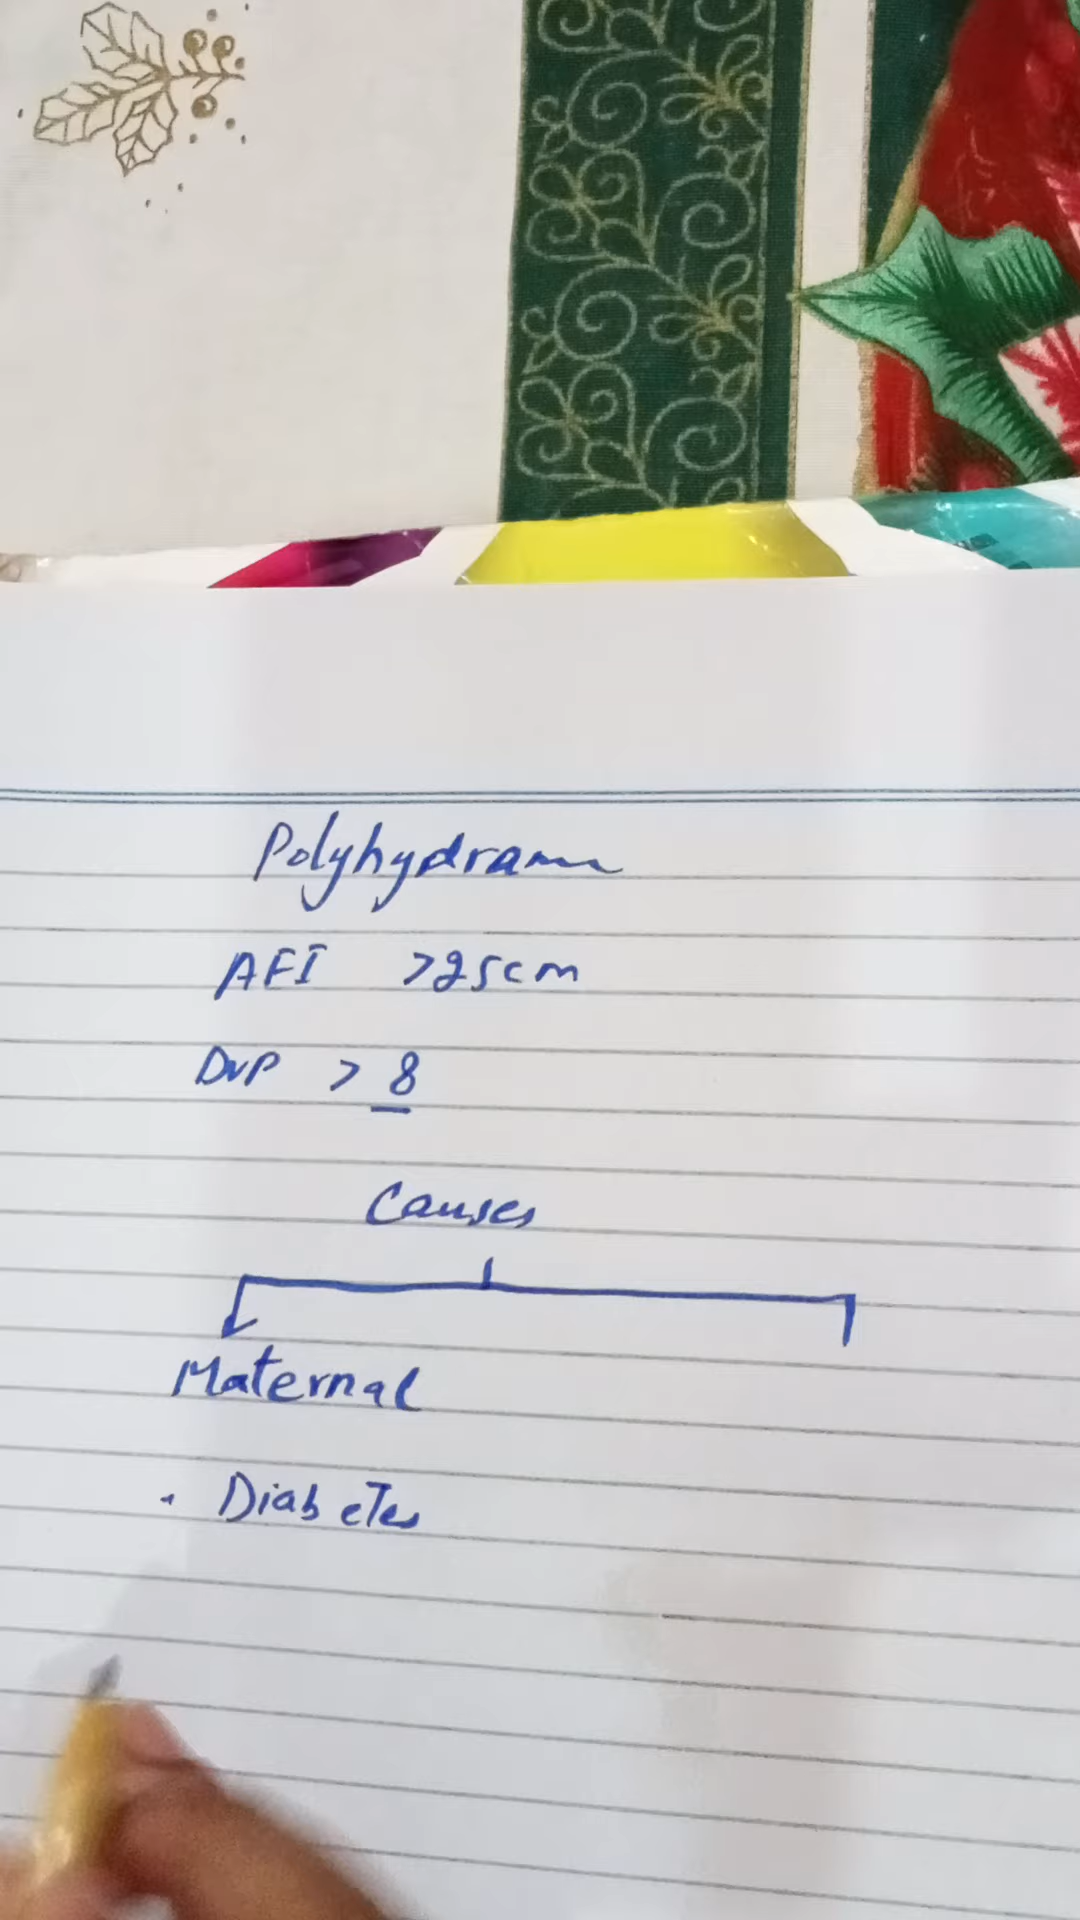 Polyhydram
AFI >25cm
DVP > 8
Causes
Maternal
. Diabetes